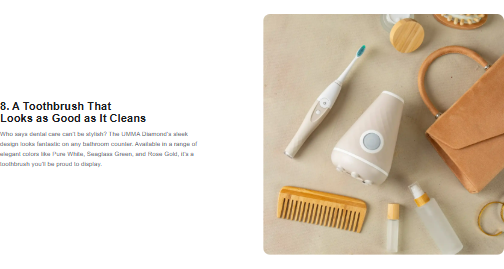 8. A Toothbrush That
Looks as Good as It Cleans
Who says dental care can't be stylish? The UMMA Diamond's sleek
design looks fantastic on any bathroom counter. Available in a range of
elegant colors like Pure White, Seaglass Green, and Rose Gold, it's a
toothbrush you'll be proud to display.